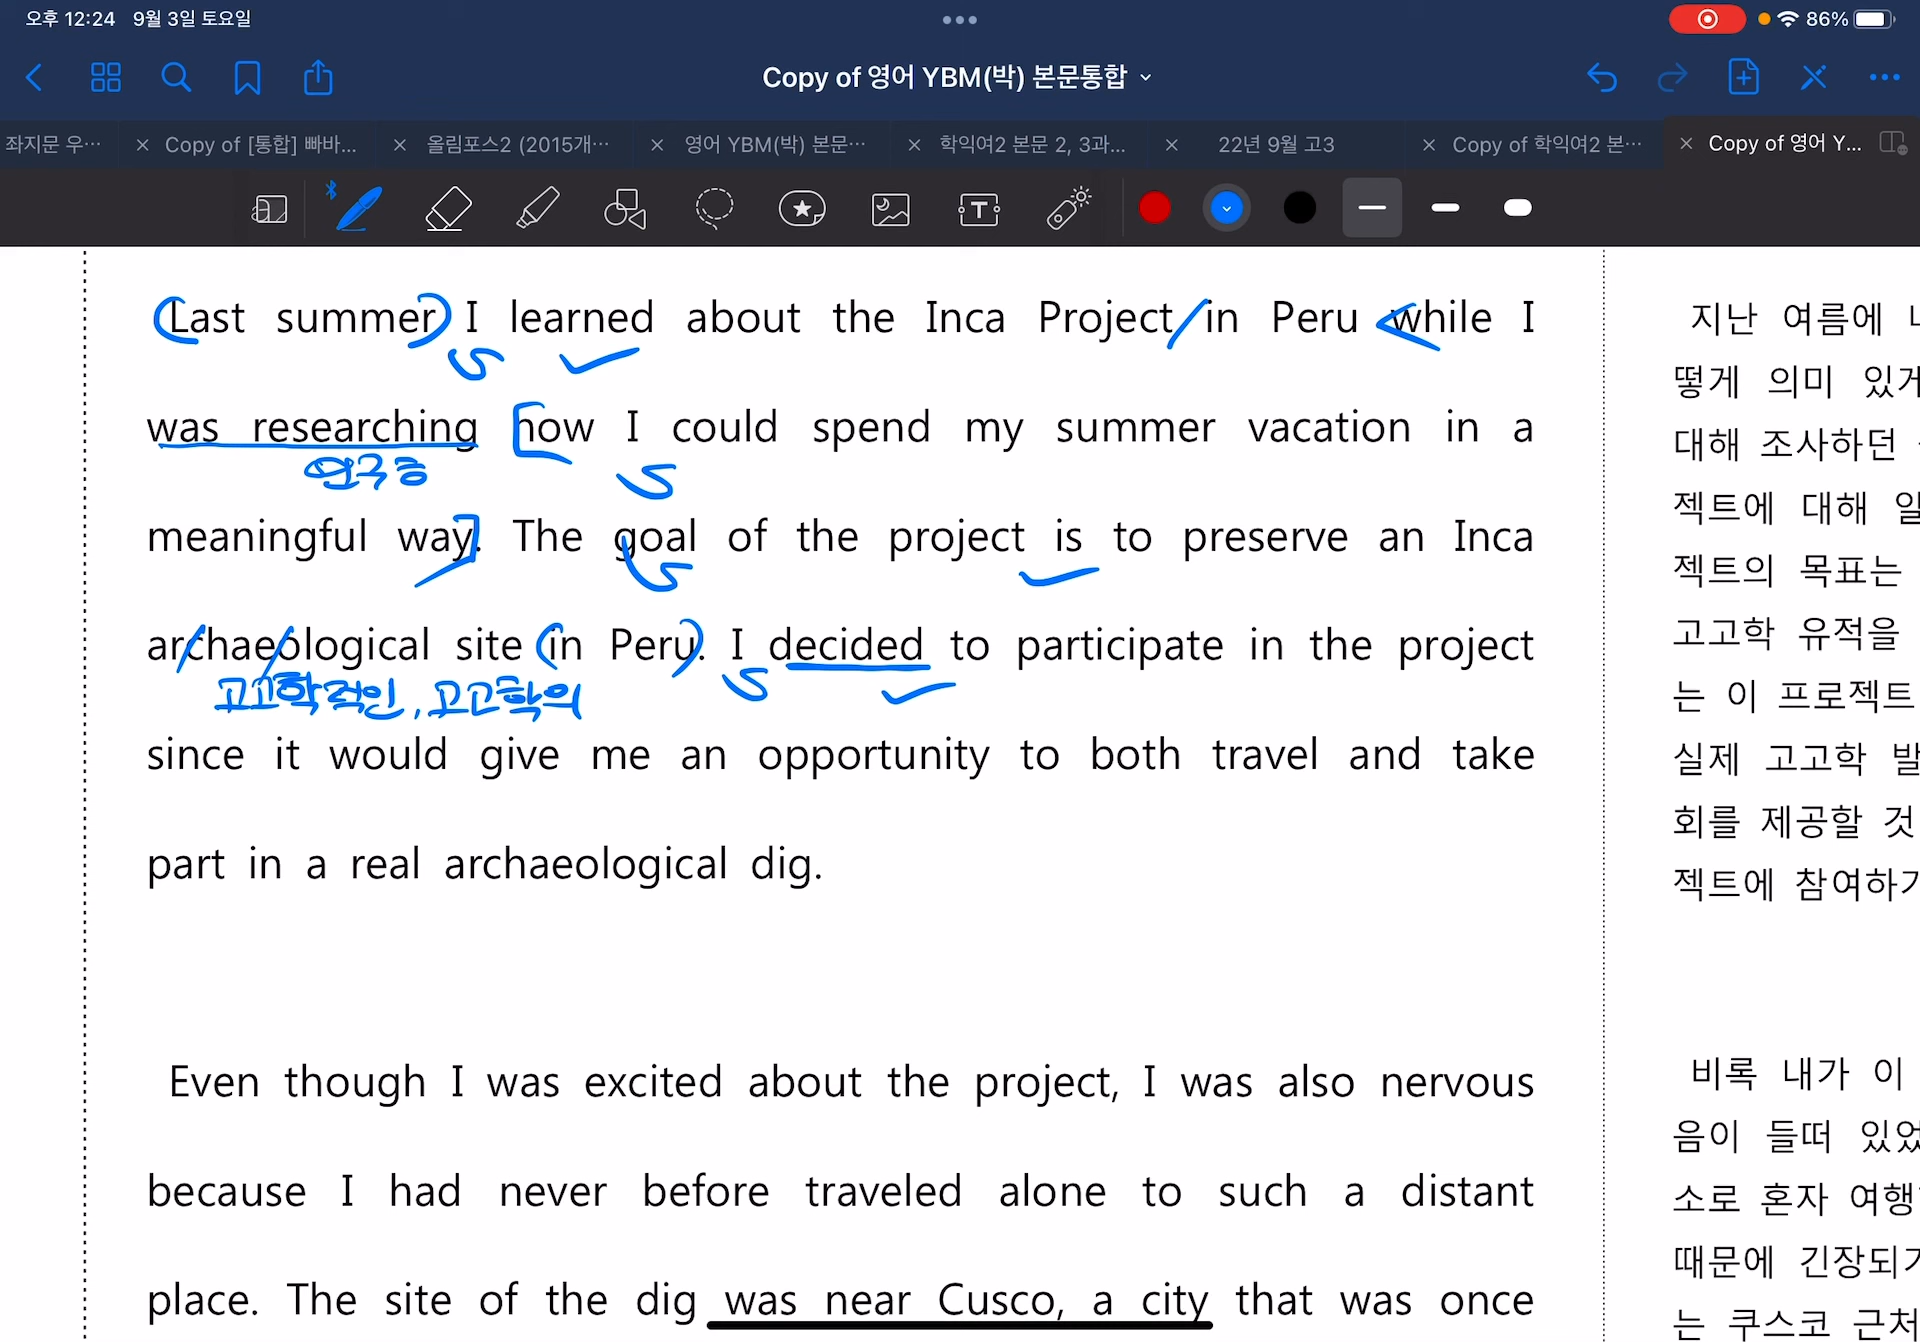 오후 12:24 9월 3일 토요일
86%
Copy of 영어 YBM(박) 본문통합
좌지문 우… Copy of [통합] 빠바… 올림포스2 (2015개… 영어 YBM(박) 본문… 학익여2 본문 2, 3과… 22년 9월 고3 Copy of 학익여2 본… Copy of 영어 Y…
T
Last summer I learned about the Inca Project in Peru while I
S
was researching how I could spend my summer vacation in a
연구중 S
meaningful way. The goal of the project is to preserve an Inca
S
archaeological site in Peru. I decided to participate in the project
고고학적인, 고고학의 S
since it would give me an opportunity to both travel and take
part in a real archaeological dig.
Even though I was excited about the project, I was also nervous
because I had never before traveled alone to such a distant
place. The site of the dig was near Cusco, a city that was once
지난 여름에
떻게 의미 있게
대해 조사하던
젝트에 대해
젝트의 목표는
고고학 유적을
는 이 프로젝트
실제 고고학
회를 제공할 것
젝트에 참여하기
비록 내가 이
음이 들떠 있었
소로 혼자 여행
때문에 긴장되기
는 쿠스코 근처